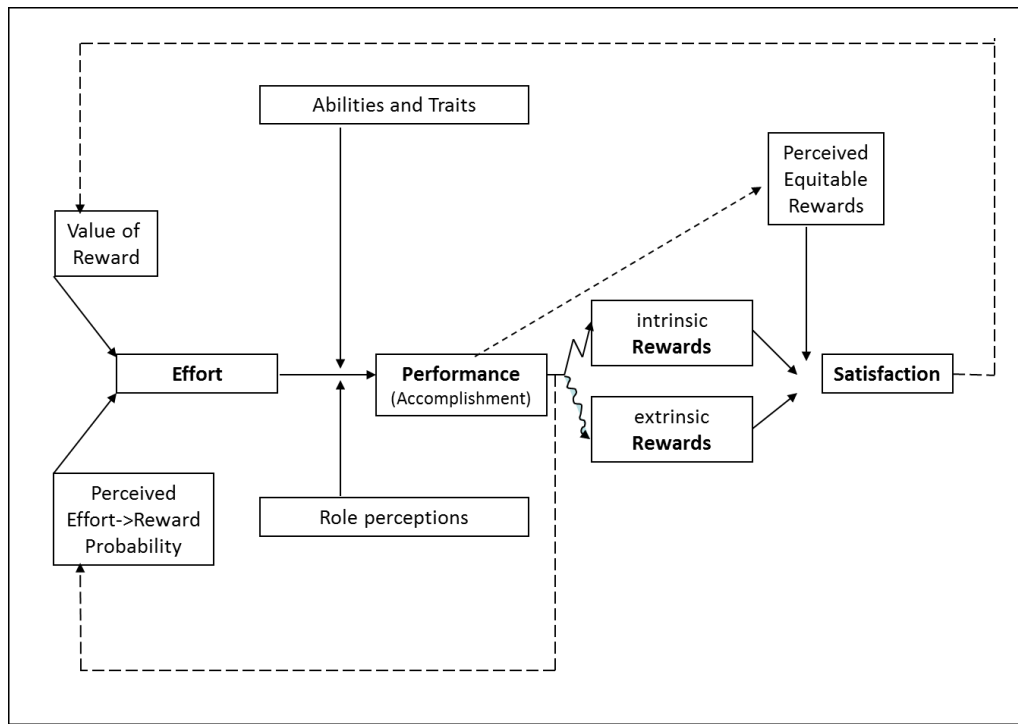 Abilities and Traits
Perceived
Equitable
Rewards
Value of
Reward
intrinsic
Rewards
Effort
Performance
(Accomplishment)
Satisfaction
extrinsic
Rewards
Perceived
Effort->Reward
Probability
Role perceptions